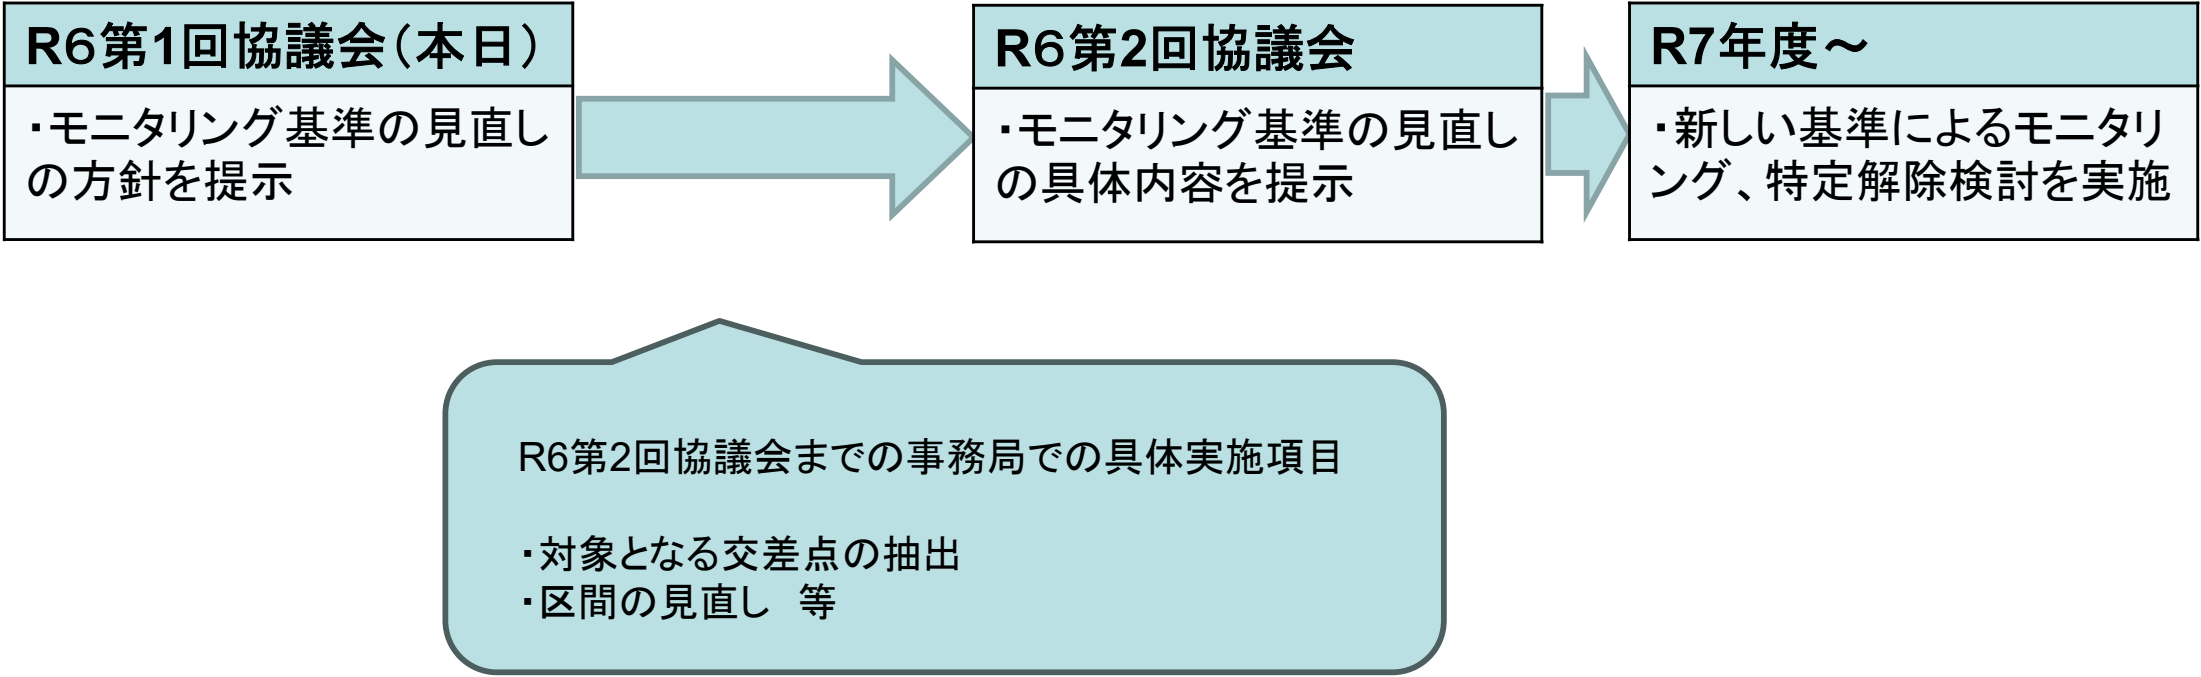 R６第1回協議会（本日）
・モニタリング基準の見直し
の方針を提示
R６第2回協議会
・モニタリング基準の見直し
の具体内容を提示
R7年度～
・新しい基準によるモニタリ
ング、特定解除検討を実施
R6第2回協議会までの事務局での具体実施項目
・対象となる交差点の抽出
・区間の見直し　等